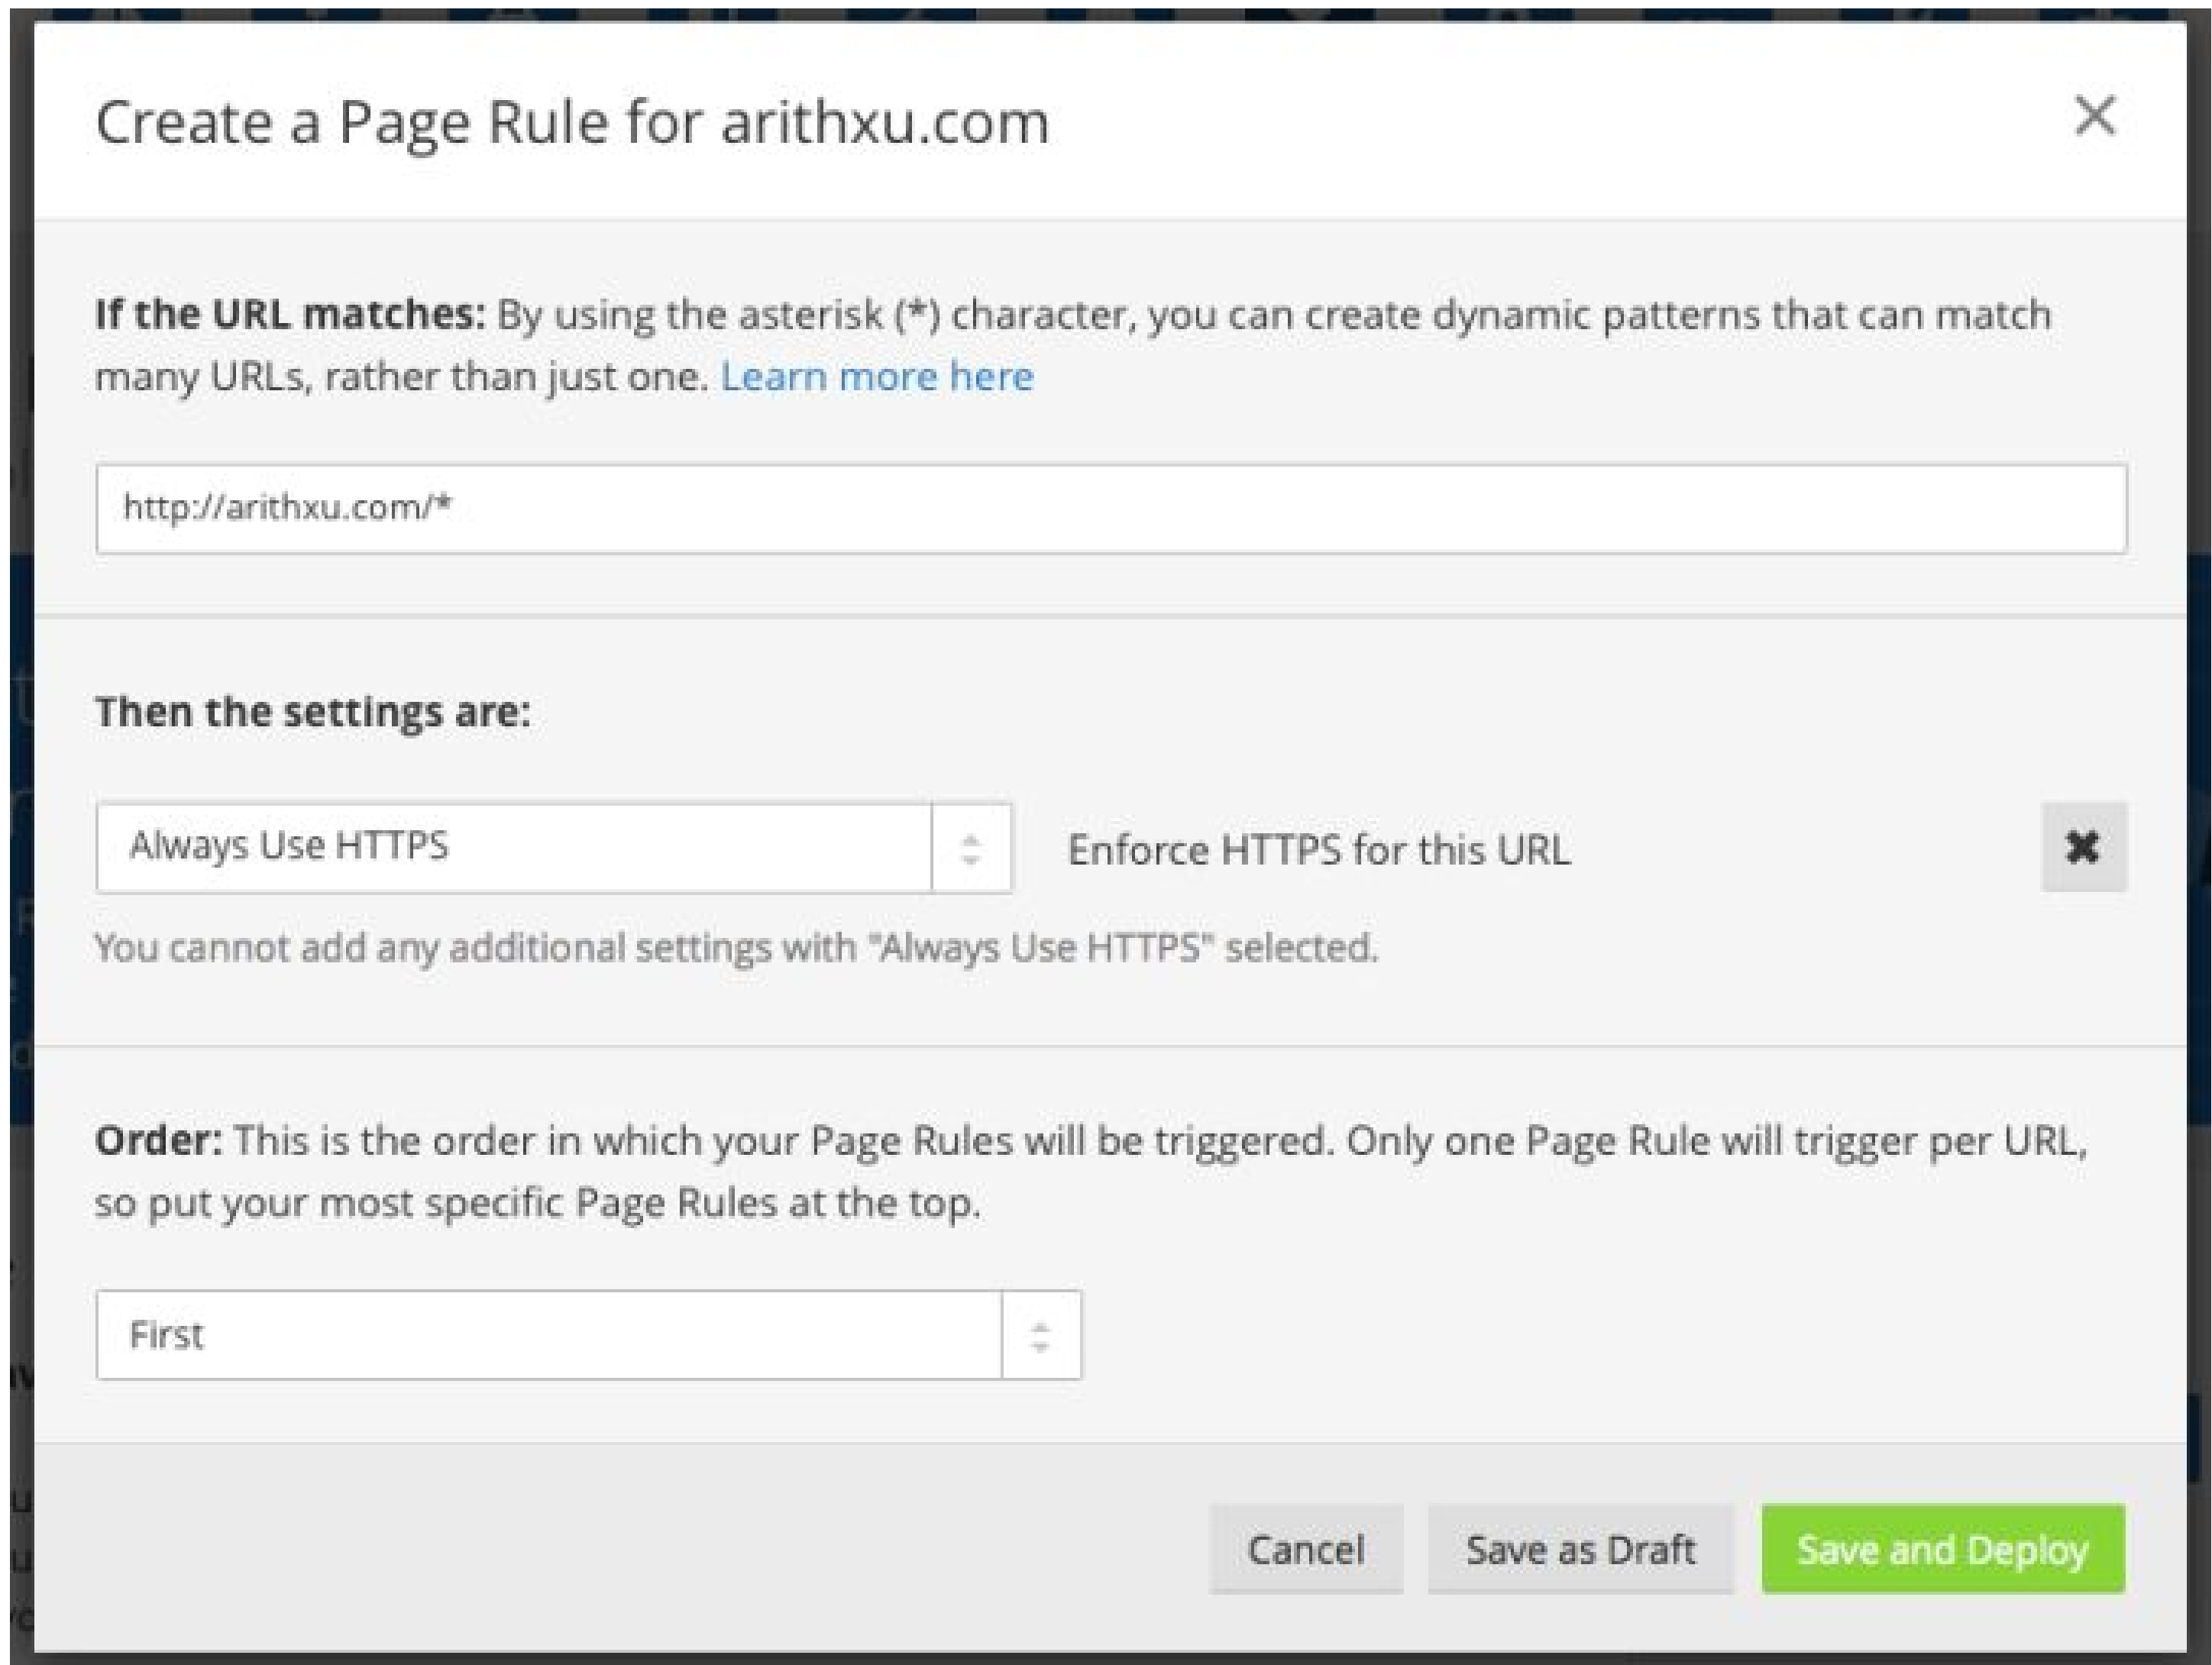 Create a Page Rule for arithxu.com
If the URL matches: By using the asterisk (*) character, you can create dynamic patterns that can match
many URLs, rather than just one. Learn more here
http://arithxu.com/*
Then the settings are:
Always Use HTTPS
Enforce HTTPS for this URL
You cannot add any additional settings with "Always Use HTTPS" selected.
Order: This is the order in which your Page Rules will be triggered. Only one Page Rule will trigger per URL,
so put your most specific Page Rules at the top.
First
Cancel
Save as Draft
Save and Deploy